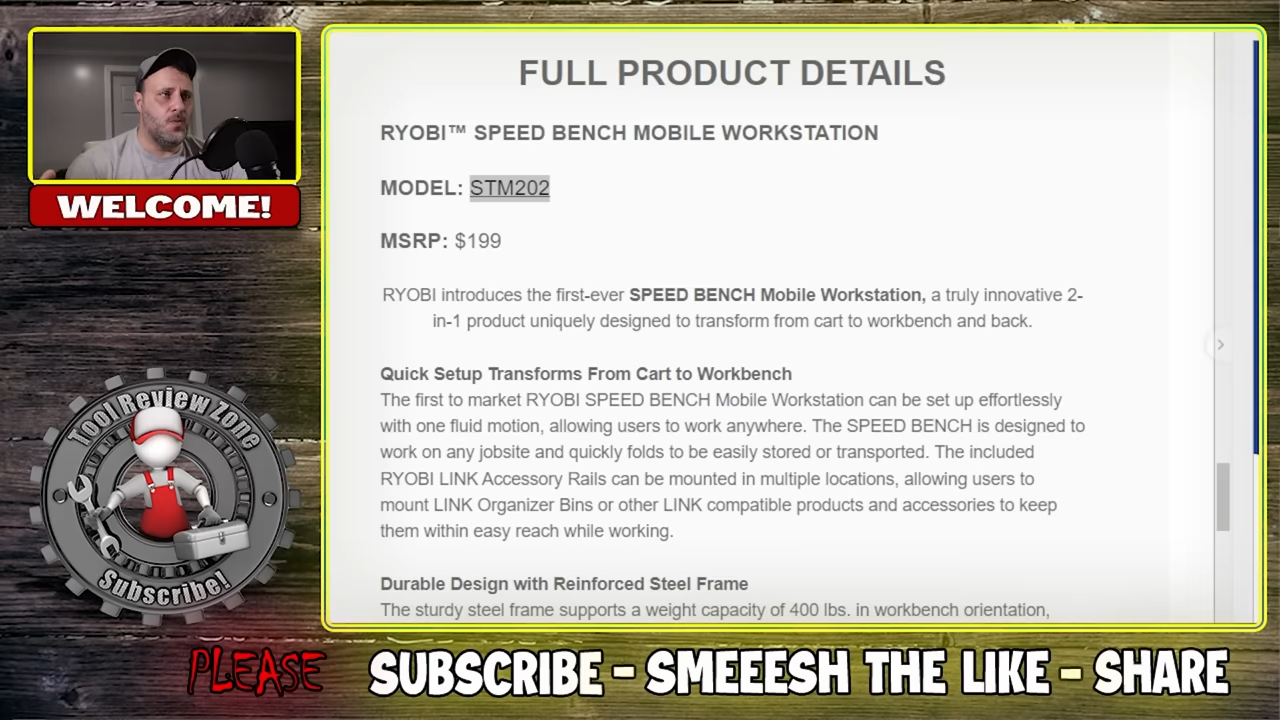 WELCOME!
Tool Review Zone
Subscribe!
FULL PRODUCT DETAILS
RYOBI™ SPEED BENCH MOBILE WORKSTATION
MODEL: STM202
MSRP: $199
RYOBI introduces the first-ever SPEED BENCH Mobile Workstation, a truly innovative 2-
in-1 product uniquely designed to transform from cart to workbench and back.
Quick Setup Transforms From Cart to Workbench
The first to market RYOBI SPEED BENCH Mobile Workstation can be set up effortlessly
with one fluid motion, allowing users to work anywhere. The SPEED BENCH is designed to
work on any jobsite and quickly folds to be easily stored or transported. The included
RYOBI LINK Accessory Rails can be mounted in multiple locations, allowing users to
mount LINK Organizer Bins or other LINK compatible products and accessories to keep
them within easy reach while working.
Durable Design with Reinforced Steel Frame
The sturdy steel frame supports a weight capacity of 400 lbs. in workbench orientation,
PLEASE SUBSCRIBE - SMEEESH THE LIKE - SHARE